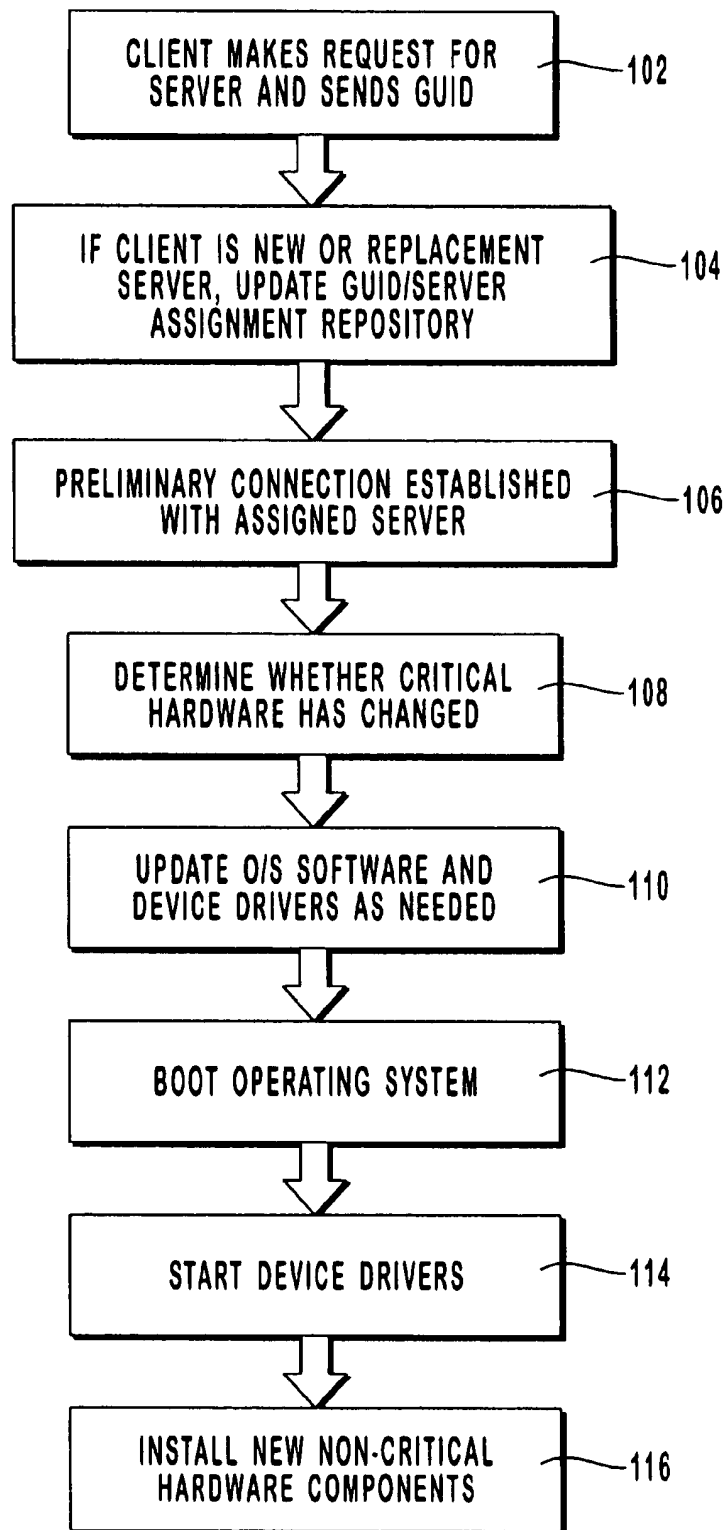 CLIENT MAKES REQUEST FOR
SERVER AND SENDS GUID
102
IF CLIENT IS NEW OR REPLACEMENT
SERVER, UPDATE GUID/SERVER
ASSIGNMENT REPOSITORY
104
PRELIMINARY CONNECTION ESTABLISHED
WITH ASSIGNED SERVER
106
DETERMINE WHETHER CRITICAL
HARDWARE HAS CHANGED
108
UPDATE O/S SOFTWARE AND
DEVICE DRIVERS AS NEEDED
110
BOOT OPERATING SYSTEM
112
START DEVICE DRIVERS
114
INSTALL NEW NON-CRITICAL
HARDWARE COMPONENTS
116